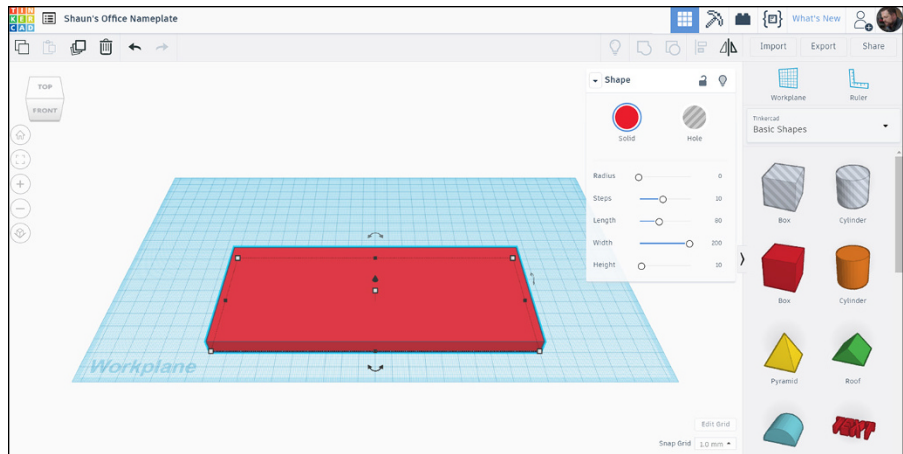 TIN
KER
CAD
Shaun's Office Nameplate
What's New
Import
Export
Share
TOP
FRONT
Shape
Solid
Hole
Radius 0
Steps 10
Length 80
Width 200
Height 10
Workplane
Ruler
Tinkercad
Basic Shapes
Box
Cylinder
Box
Cylinder
Pyramid
Roof
TEXT
Workplane
Edit Grid
Snap Grid 1.0 mm